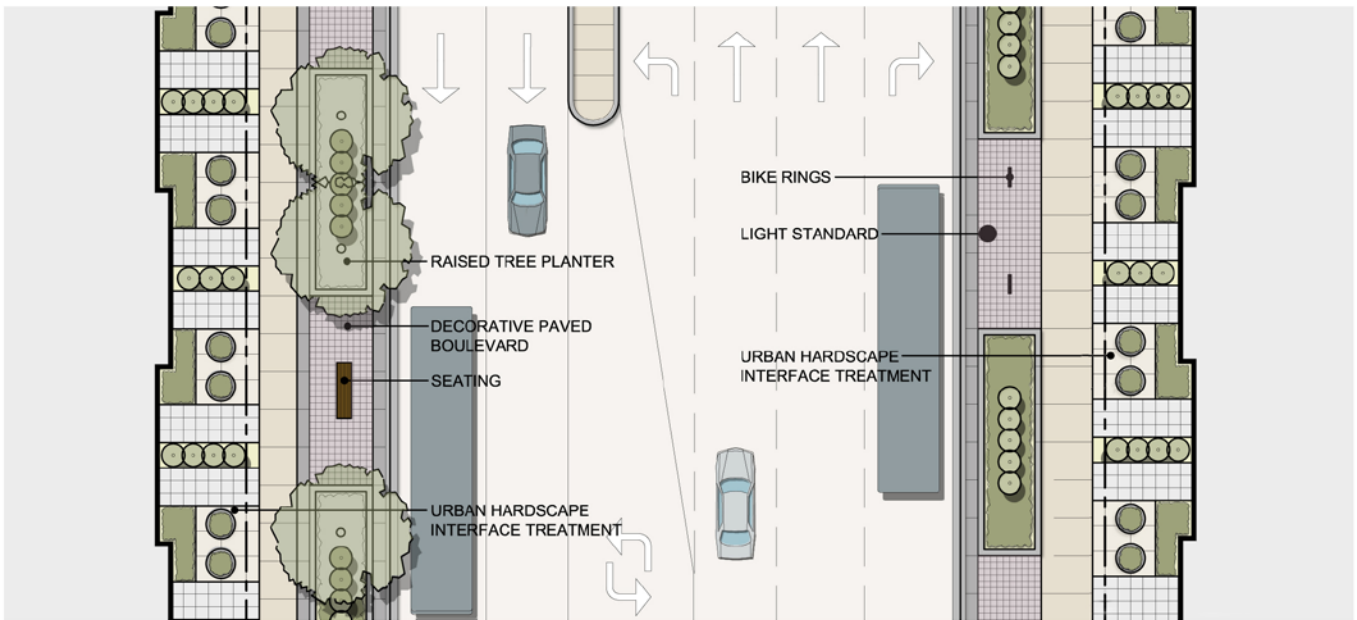 BIKE RINGS
LIGHT STANDARD
RAISED TREE PLANTER
DECORATIVE PAVED
BOULEVARD
SEATING
URBAN HARDSCAPE
INTERFACE TREATMENT
URBAN HARDSCAPE
INTERFACE TREATMENT